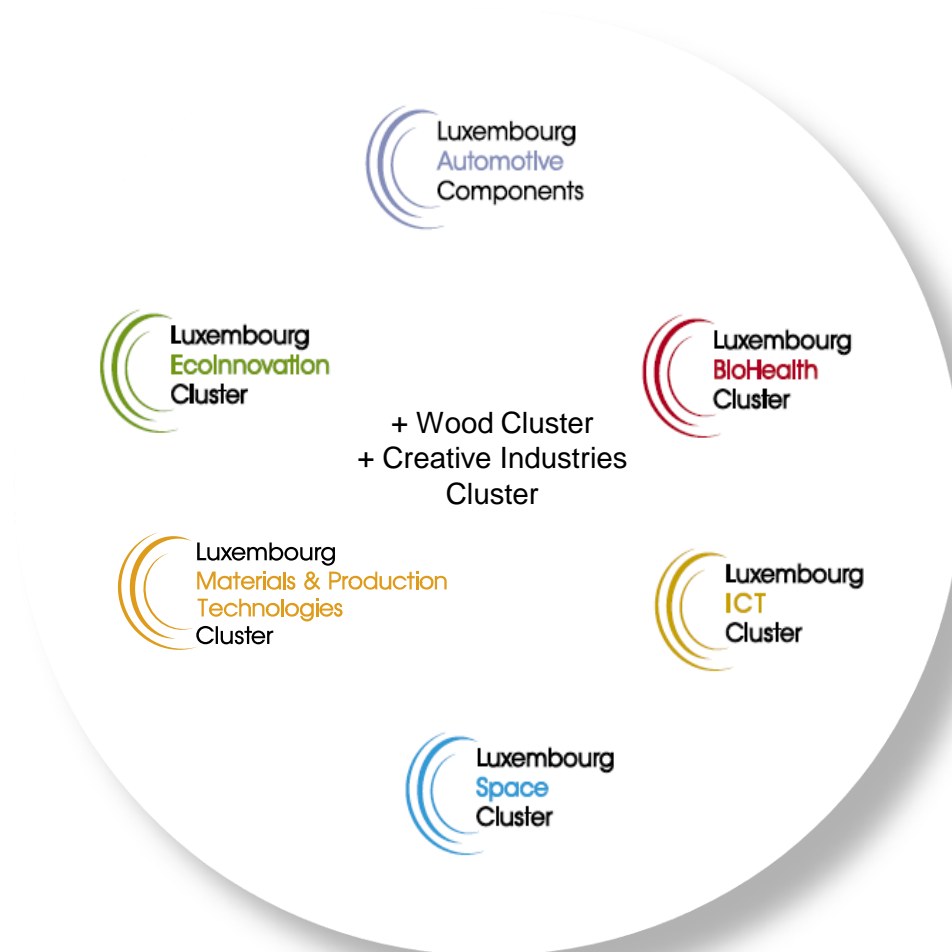 Luxembourg
Automotive
Components
Luxembourg
EcoInnovation
Cluster
Luxembourg
BioHealth
Cluster
+ Wood Cluster
+ Creative Industries
Cluster
Luxembourg
Materials & Production
Technologies
Cluster
Luxembourg
ICT
Cluster
Luxembourg
Space
Cluster